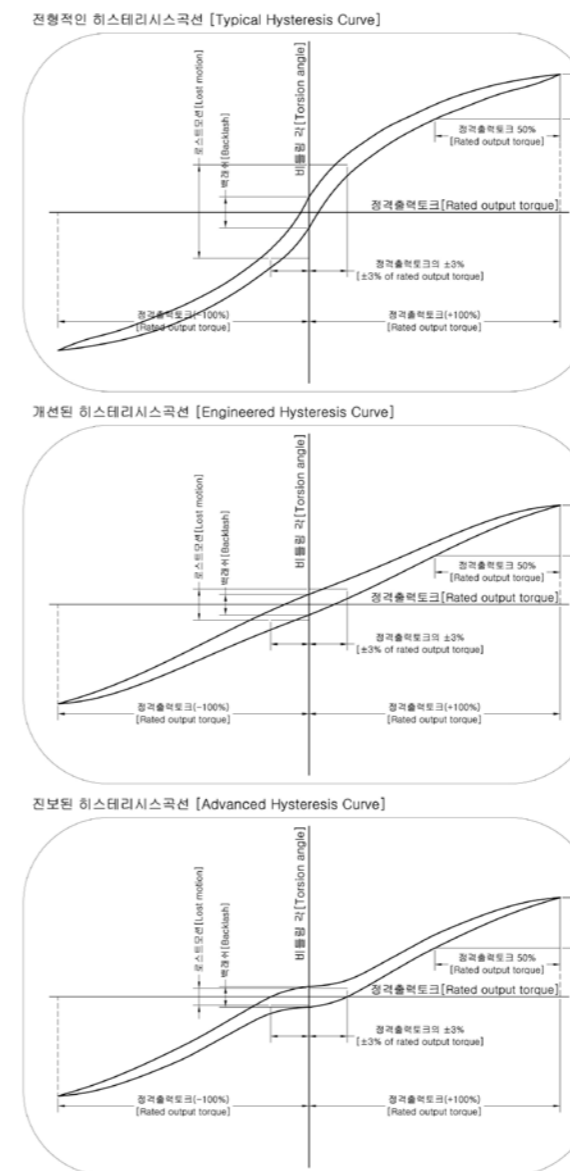 전형적인 히스테리시스곡선 [Typical Hysteresis Curve]
로스트모션[Lost motion]
백래쉬[Backlash]
비틀림 각[Torsion angle]
정격출력토크 50%
[Rated output torque]
정격출력토크[Rated output torque]
정격출력토크의 ±3%
[±3% of rated output torque]
정격출력토크(-100%)
[Rated output torque]
정격출력토크(+100%)
[Rated output torque]
개선된 히스테리시스곡선 [Engineered Hysteresis Curve]
로스트모션[Lost motion]
백래쉬[Backlash]
비틀림 각[Torsion angle]
정격출력토크 50%
[Rated output torque]
정격출력토크[Rated output torque]
정격출력토크의 ±3%
[±3% of rated output torque]
정격출력토크(-100%)
[Rated output torque]
정격출력토크(+100%)
[Rated output torque]
진보된 히스테리시스곡선 [Advanced Hysteresis Curve]
로스트모션[Lost motion]
백래쉬[Backlash]
비틀림 각[Torsion angle]
정격출력토크 50%
[Rated output torque]
정격출력토크[Rated output torque]
정격출력토크의 ±3%
[±3% of rated output torque]
정격출력토크(-100%)
[Rated output torque]
정격출력토크(+100%)
[Rated output torque]